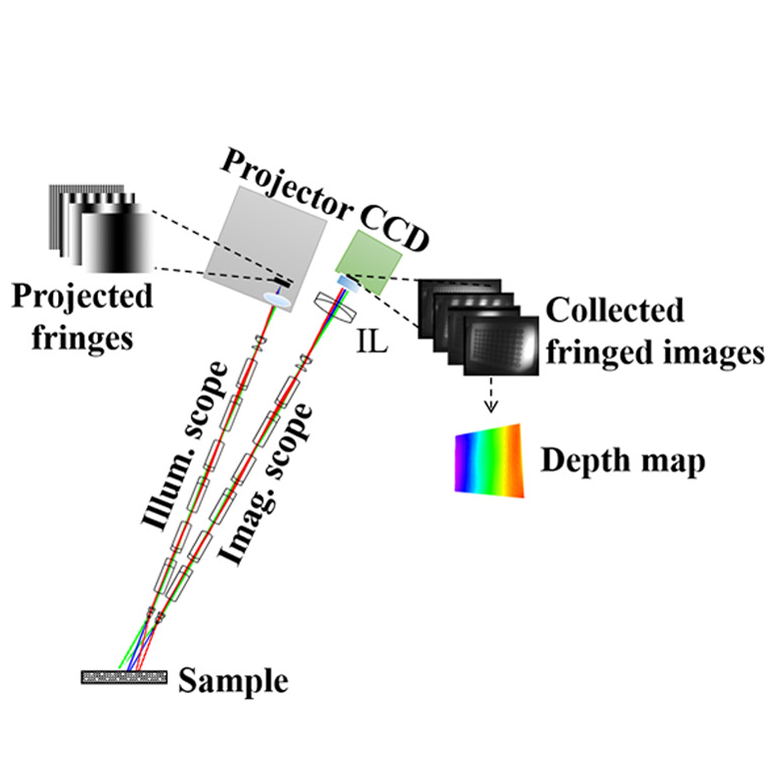 Projector CCD
Projected
fringes
IL
Collected
fringed images
Illum. scope
Imag. scope
Depth map
Sample